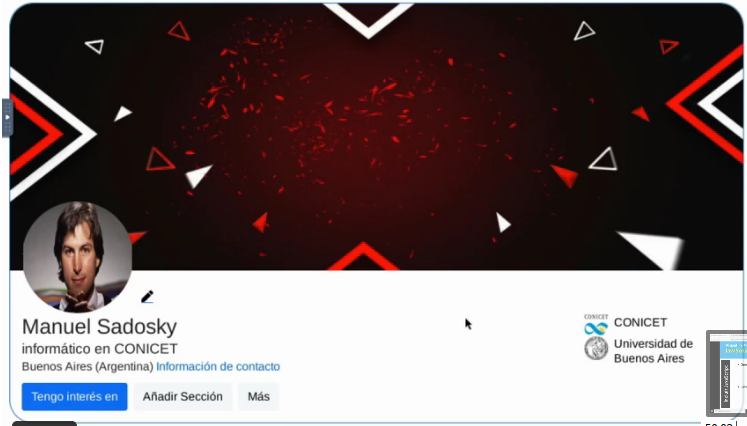 Manuel Sadosky
informático en CONICET
Buenos Aires (Argentina) Información de contacto
Tengo interés en
Añadir Sección
Más
CONICET
CONICET
Universidad de
Buenos Aires